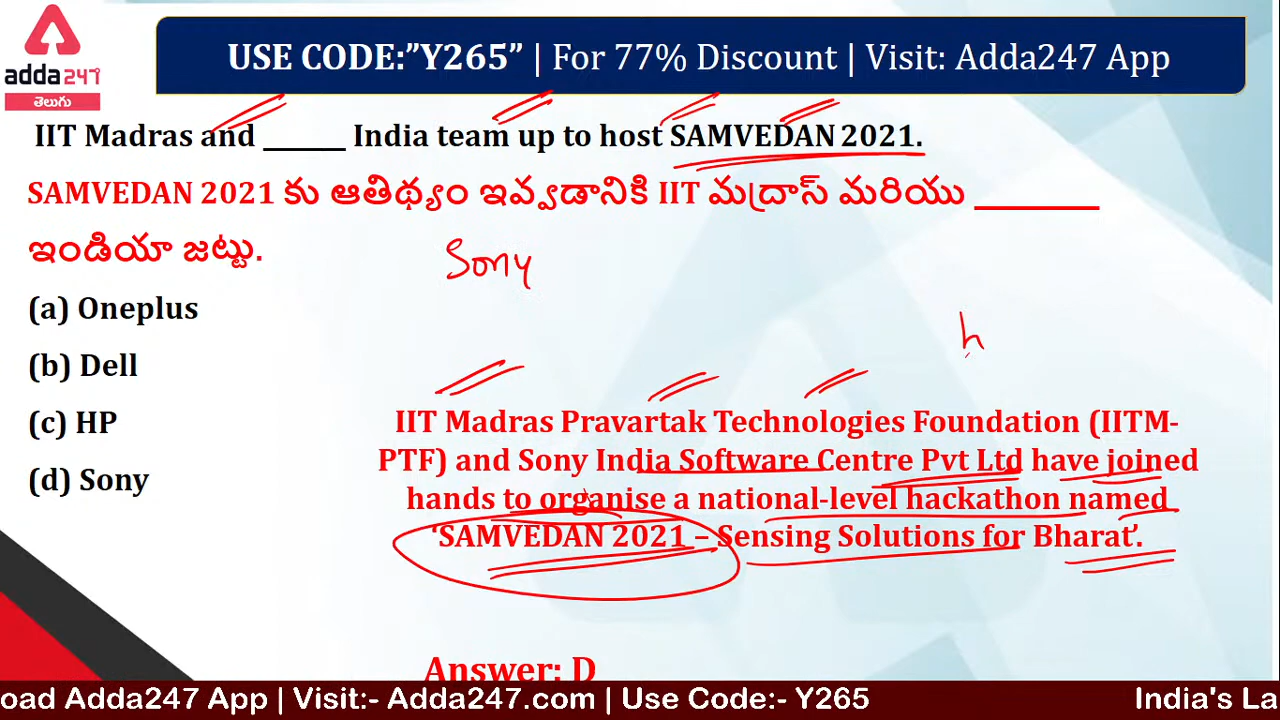 adda247
తెలుగు
USE CODE:”Y265” | For 77% Discount | Visit: Adda247 App
IIT Madras and ______ India team up to host SAMVEDAN 2021.
SAMVEDAN 2021 కు ఆతిథ్యం ఇవ్వడానికి IIT మద్రాస్ మరియు ________
ఇండియా జట్టు.
Sony
(a) Oneplus
(b) Dell
(c) HP
(d) Sony
h
IIT Madras Pravartak Technologies Foundation (IITM-
PTF) and Sony India Software Centre Pvt Ltd have joined
hands to organise a national-level hackathon named
‘SAMVEDAN 2021 – Sensing Solutions for Bharat’.
Answer: D
oad Adda247 App | Visit:- Adda247.com | Use Code:- Y265 India's La